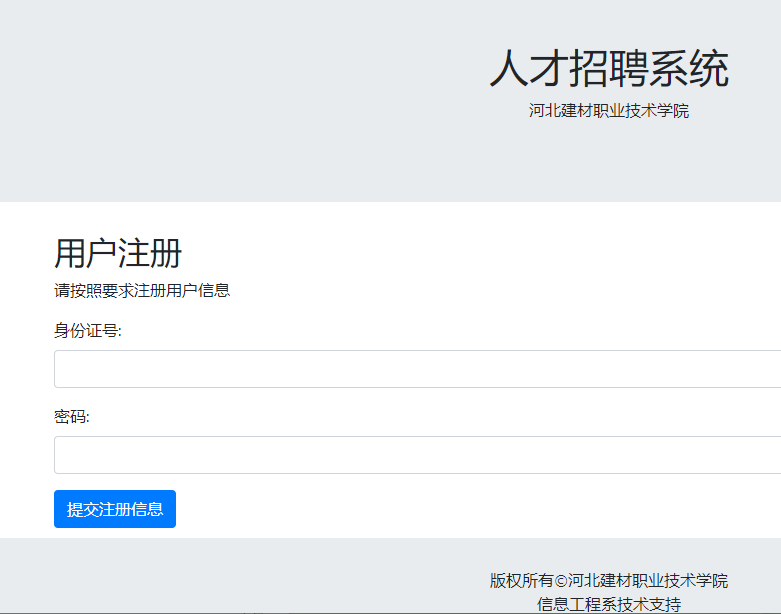 人才招聘系统
河北建材职业技术学院
用户注册
请按照要求注册用户信息
身份证号:
密码:
提交注册信息
版权所有©河北建材职业技术学院
信息工程系技术支持